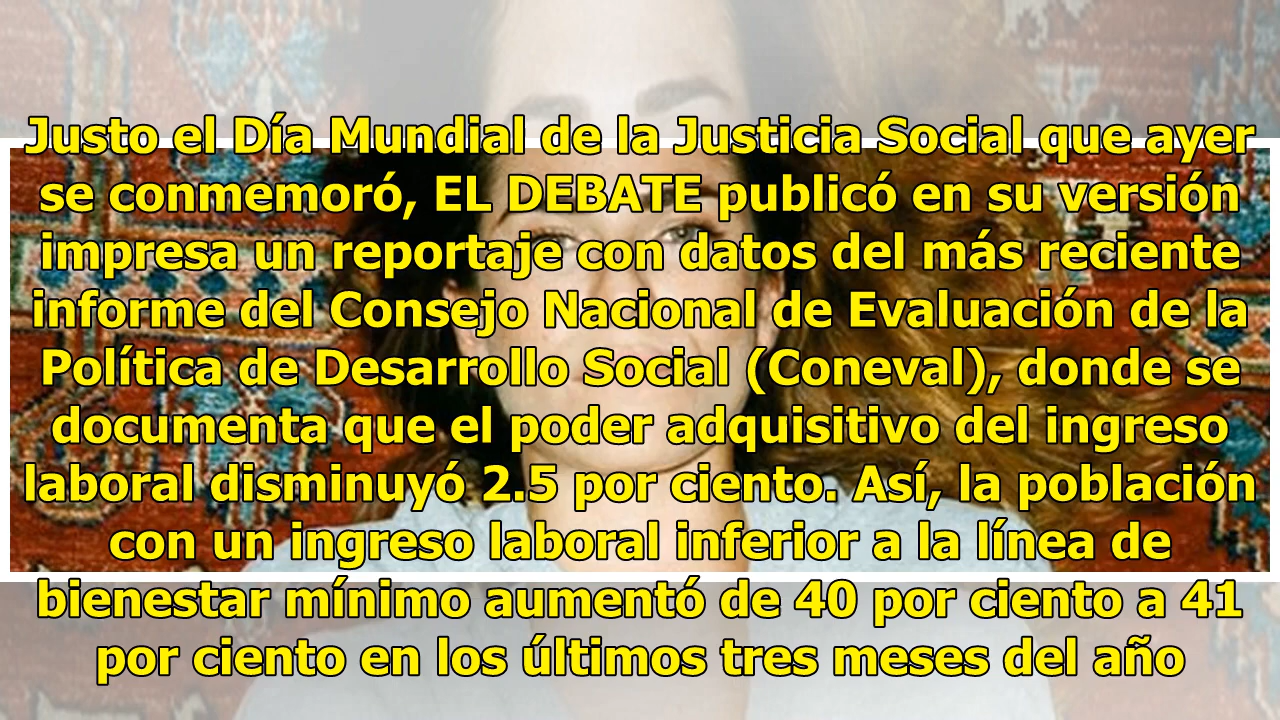 Justo el Día Mundial de la Justicia Social que ayer
se conmemoró, EL DEBATE publicó en su versión
impresa un reportaje con datos del más reciente
informe del Consejo Nacional de Evaluación de la
Política de Desarrollo Social (Coneval), donde se
documenta que el poder adquisitivo del ingreso
laboral disminuyó 2.5 por ciento. Así, la población
con un ingreso laboral inferior a la línea de
bienestar mínimo aumentó de 40 por ciento a 41
por ciento en los últimos tres meses del año